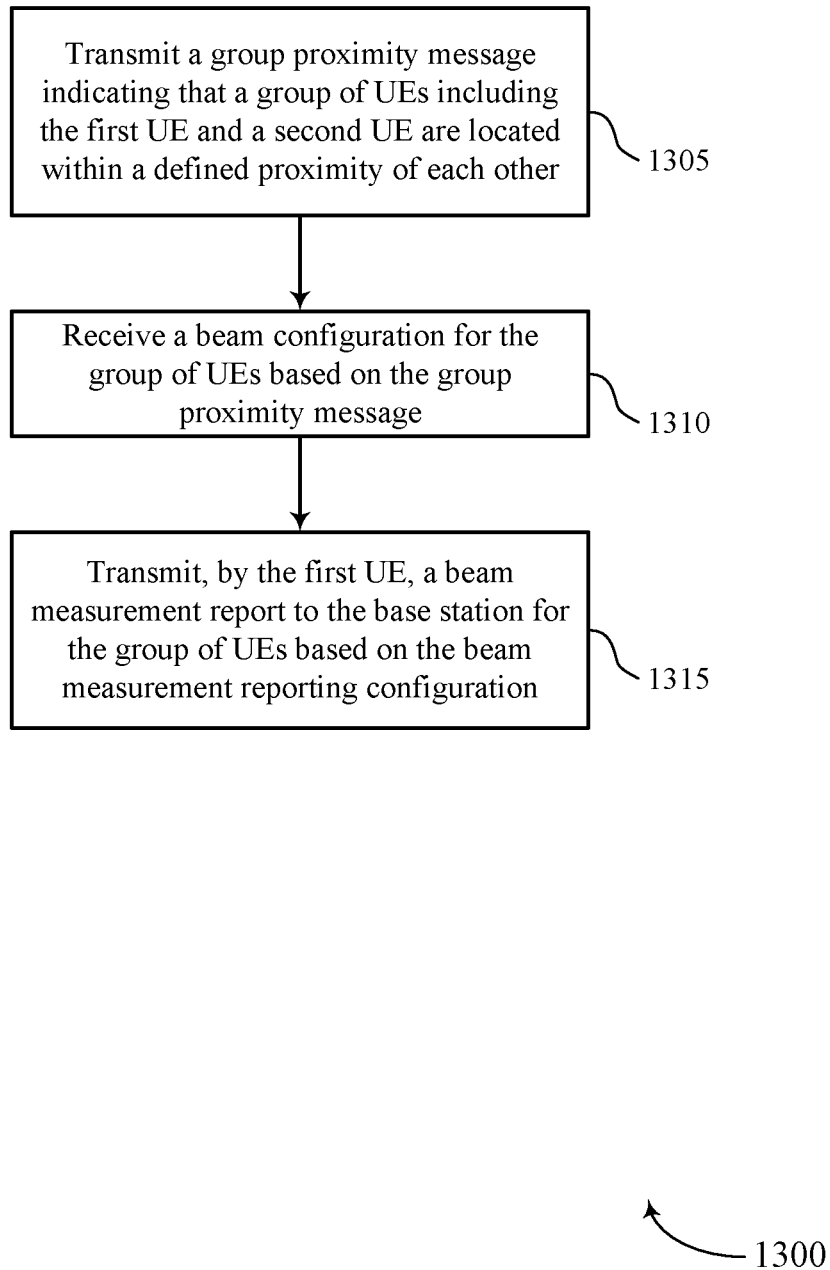 Transmit a group proximity message
indicating that a group of UEs including
the first UE and a second UE are located
within a defined proximity of each other
1305
Receive a beam configuration for the
group of UEs based on the group
proximity message
1310
Transmit, by the first UE, a beam
measurement report to the base station for
the group of UEs based on the beam
measurement reporting configuration
1315
1300